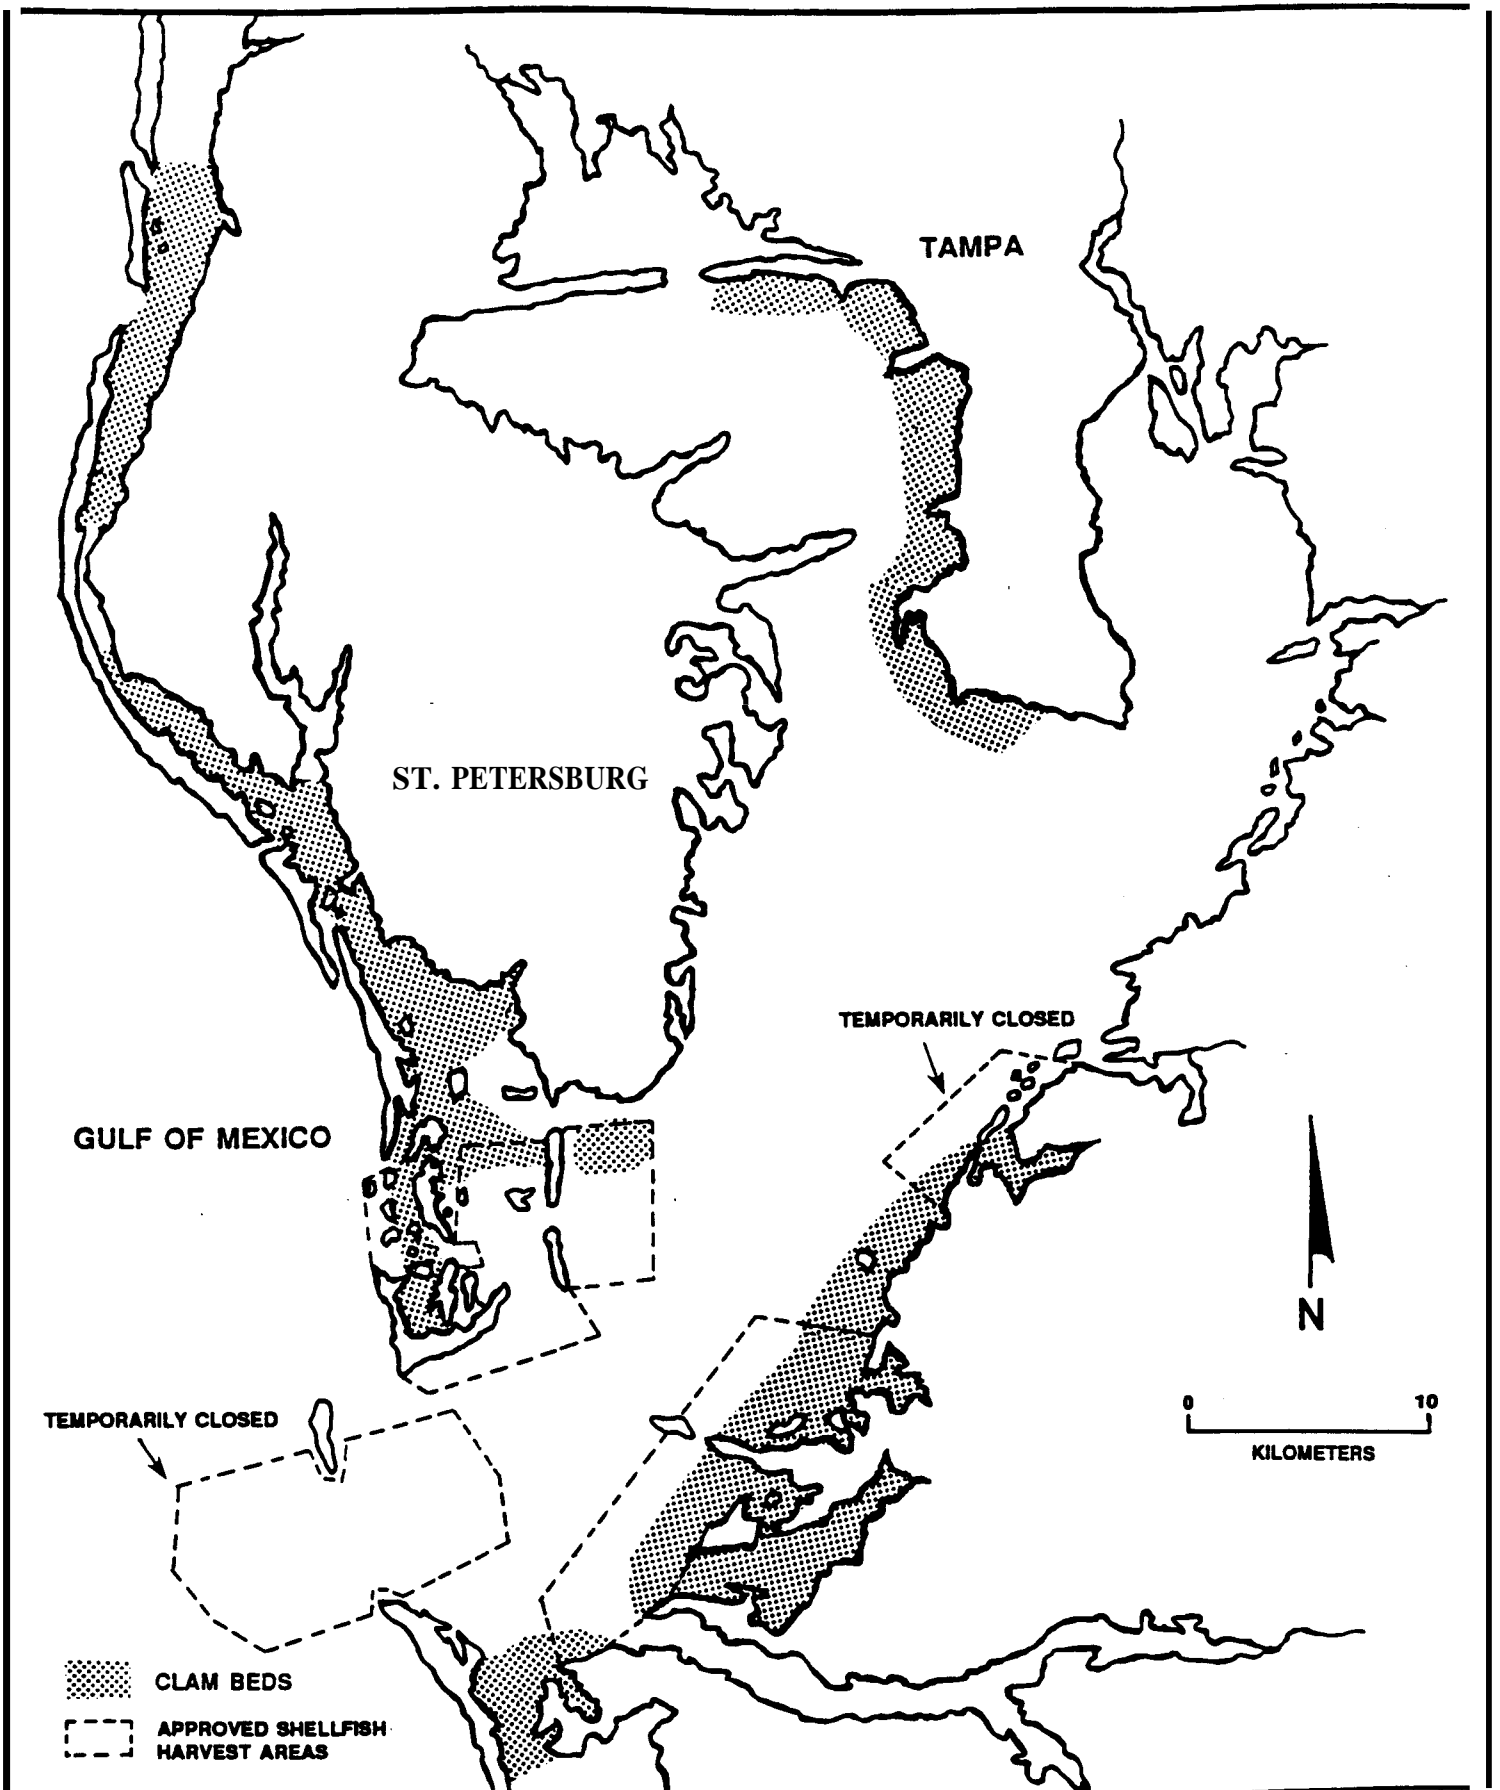 TAMPA
ST. PETERSBURG
TEMPORARILY CLOSED
GULF OF MEXICO
N
0 10
KILOMETERS
TEMPORARILY CLOSED
CLAM BEDS
APPROVED SHELLFISH
HARVEST AREAS